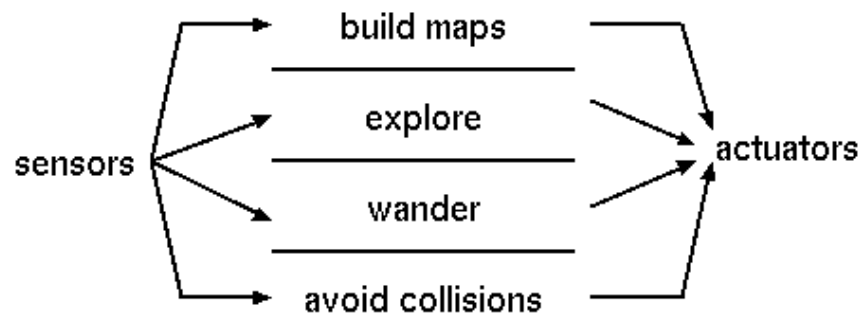 build maps
explore
sensors
actuators
wander
avoid collisions